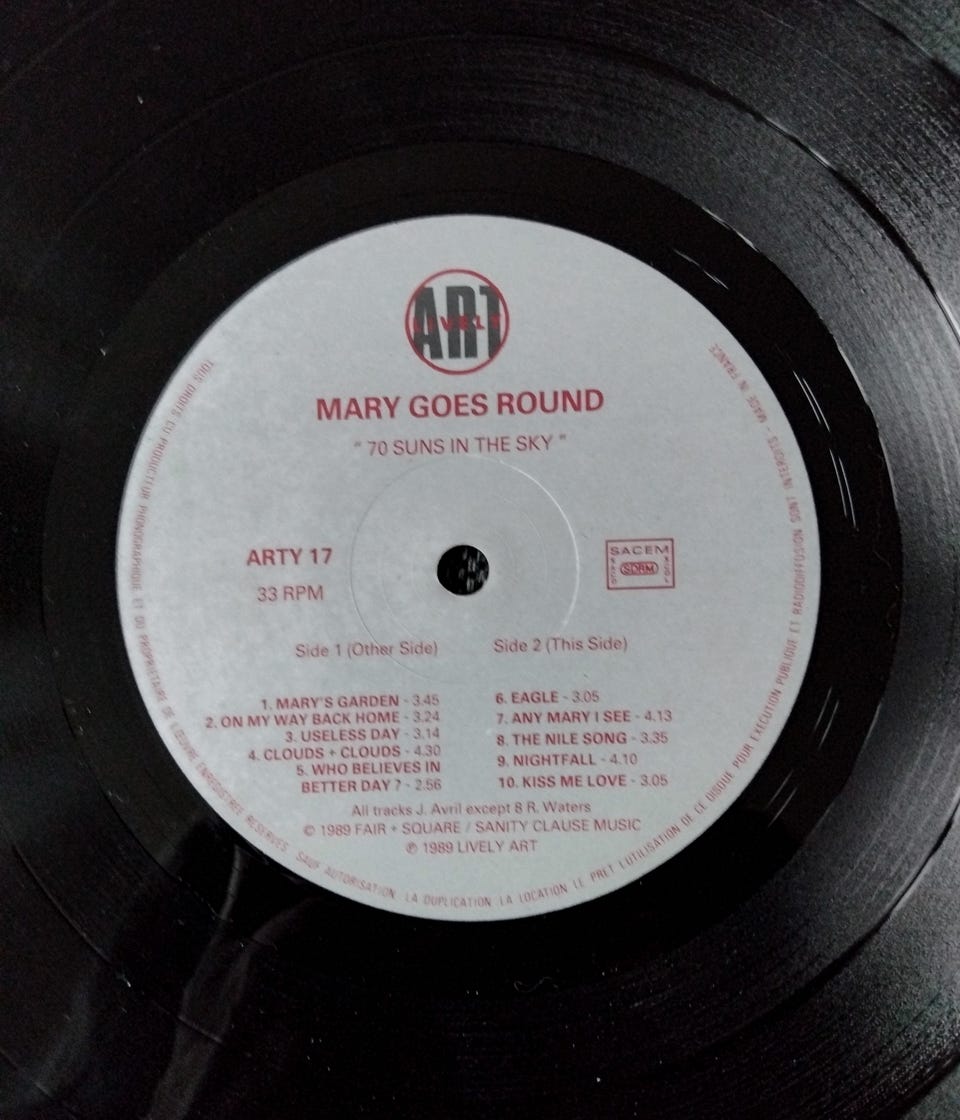 ART
LIVELY
MARY GOES ROUND
" 70 SUNS IN THE SKY "
ARTY 17
33 RPM
SACEM
SDRM
Side 1 (Other Side)
1. MARY'S GARDEN - 3.45
2. ON MY WAY BACK HOME - 3.24
3. USELESS DAY - 3.14
4. CLOUDS + CLOUDS - 4.30
5. WHO BELIEVES IN
BETTER DAY ? - 2:56
Side 2 (This Side)
6. EAGLE - 3.05
7. ANY MARY I SEE - 4.13
8. THE NILE SONG - 3.35
9. NIGHTFALL - 4.10
10. KISS ME LOVE - 3.05
All tracks J. Avril except 8 R. Waters
© 1989 FAIR + SQUARE / SANITY CLAUSE MUSIC
℗ 1989 LIVELY ART
TOUS DROITS DU PRODUCTEUR PHONOGRAPHIQUE ET DU PROPRIETAIRE DE L'ŒUVRE ENREGISTREE RESERVES SAUF AUTORISATION LA DUPLICATION LA LOCATION LE PRET L'UTILISATION DE CE DISQUE POUR EXECUTION PUBLIQUE ET RADIODIFFUSION SONT INTERDITS - MADE IN FRANCE